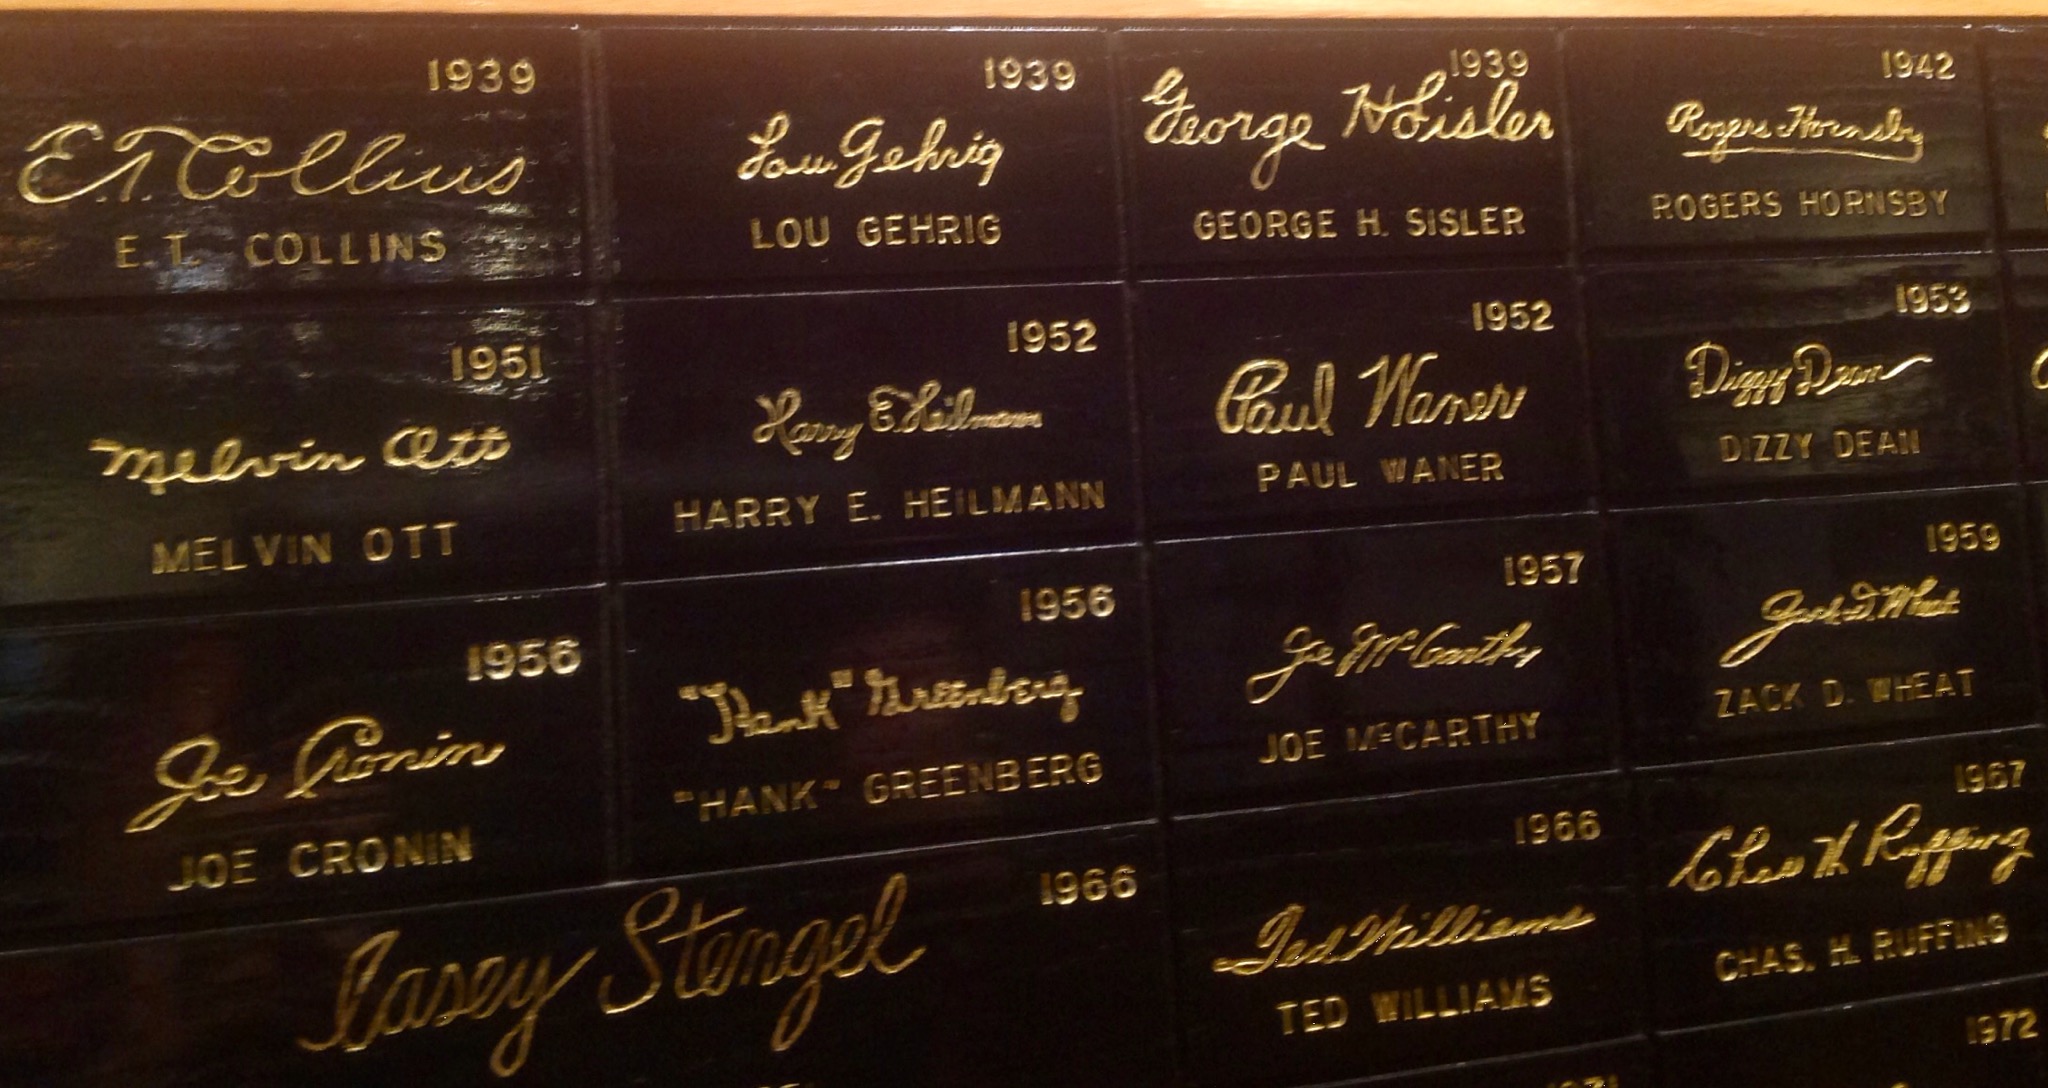 1939
E.T. Collins
E. T. COLLINS
1939
Lou Gehrig
LOU GEHRIG
1939
George H Sisler
GEORGE H. SISLER
1942
Rogers Hornsby
ROGERS HORNSBY
1951
Melvin Ott
MELVIN OTT
1952
Harry E. Heilmann
HARRY E. HEILMANN
1952
Paul Waner
PAUL WANER
1953
Dizzy Dean
DIZZY DEAN
1956
Joe Cronin
JOE CRONIN
1956
"Hank" Greenberg
"HANK" GREENBERG
1957
Joe McCarthy
JOE McCARTHY
1959
Zack D. Wheat
ZACK D. WHEAT
1966
Casey Stengel
1966
Ted Williams
TED WILLIAMS
1967
Chas H. Ruffing
CHAS. H. RUFFING
1972